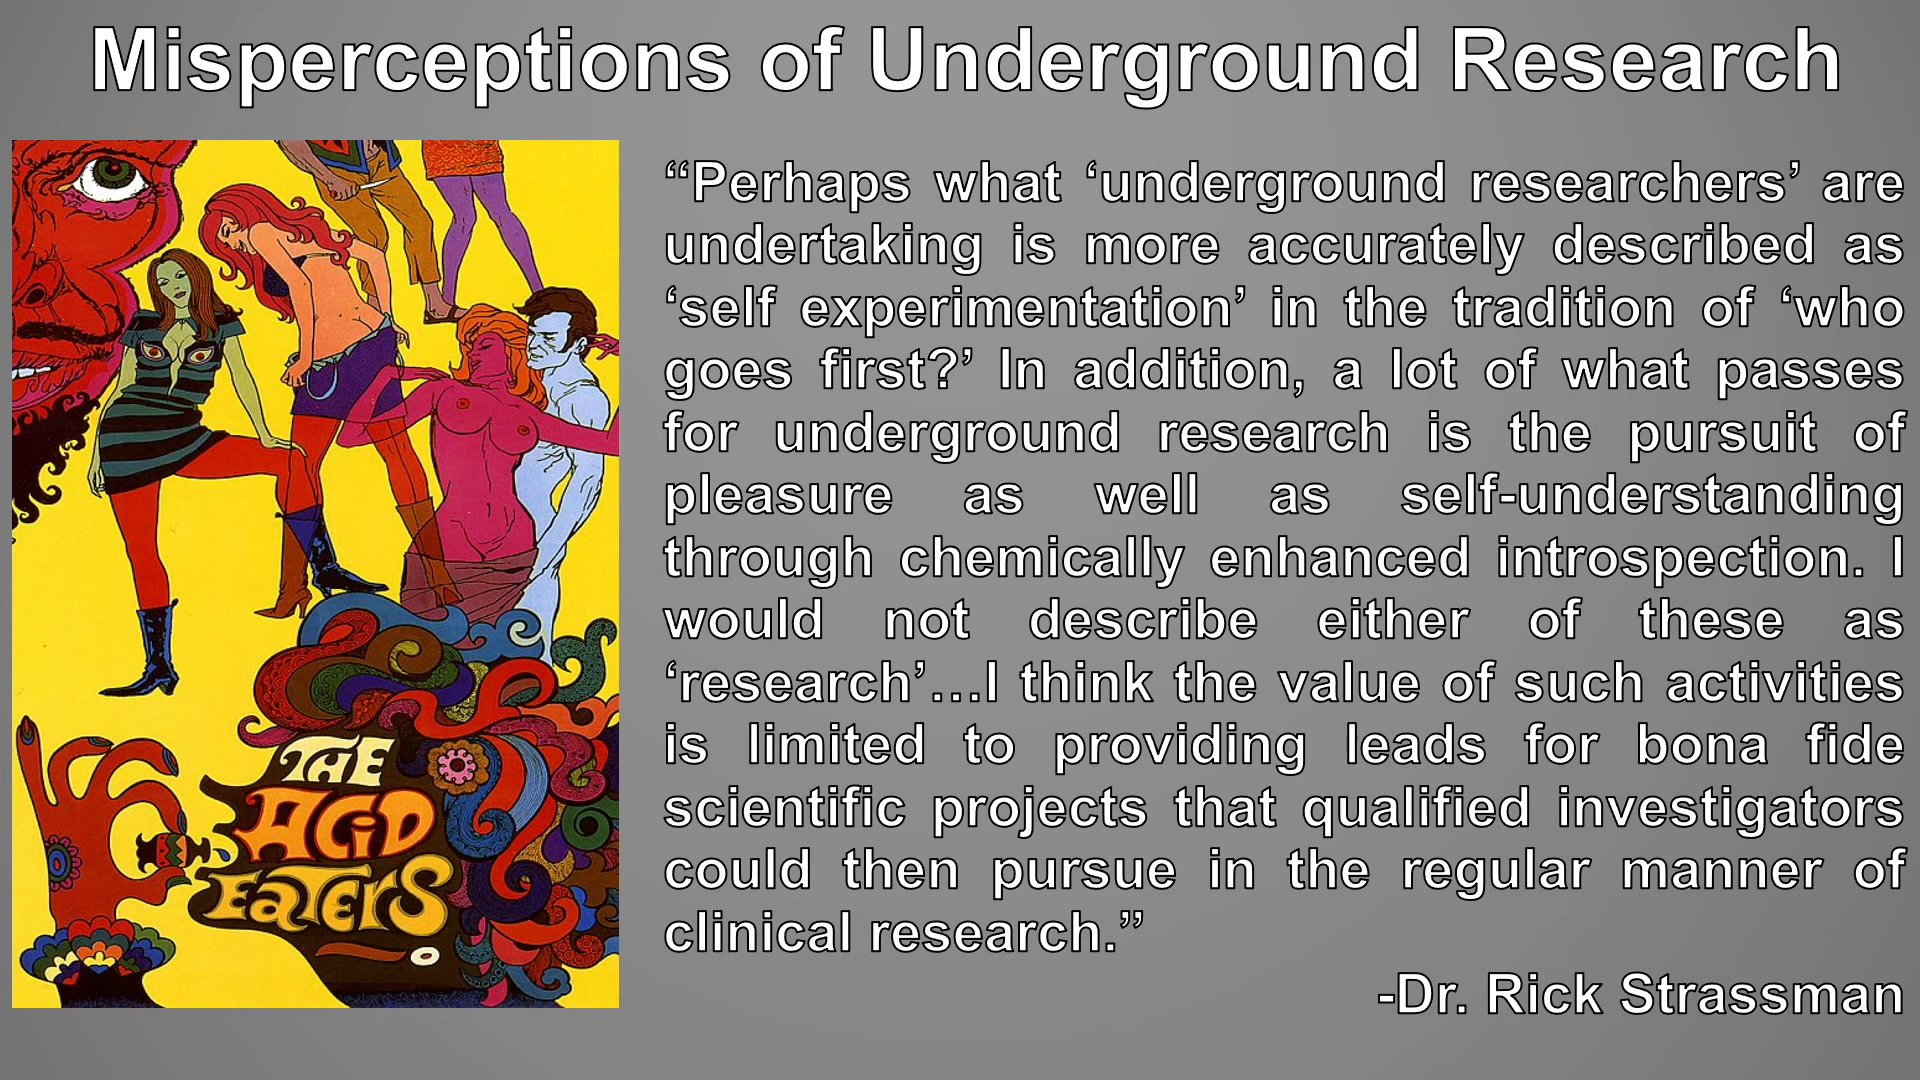 Misperceptions of Underground Research
“Perhaps what ‘underground researchers’ are
undertaking is more accurately described as
‘self experimentation’ in the tradition of ‘who
goes first?’ In addition, a lot of what passes
for underground research is the pursuit of
pleasure as well as self-understanding
through chemically enhanced introspection. I
would not describe either of these as
‘research’...I think the value of such activities
is limited to providing leads for bona fide
scientific projects that qualified investigators
could then pursue in the regular manner of
clinical research.”
-Dr. Rick Strassman
THE
ACiD
EaTErS